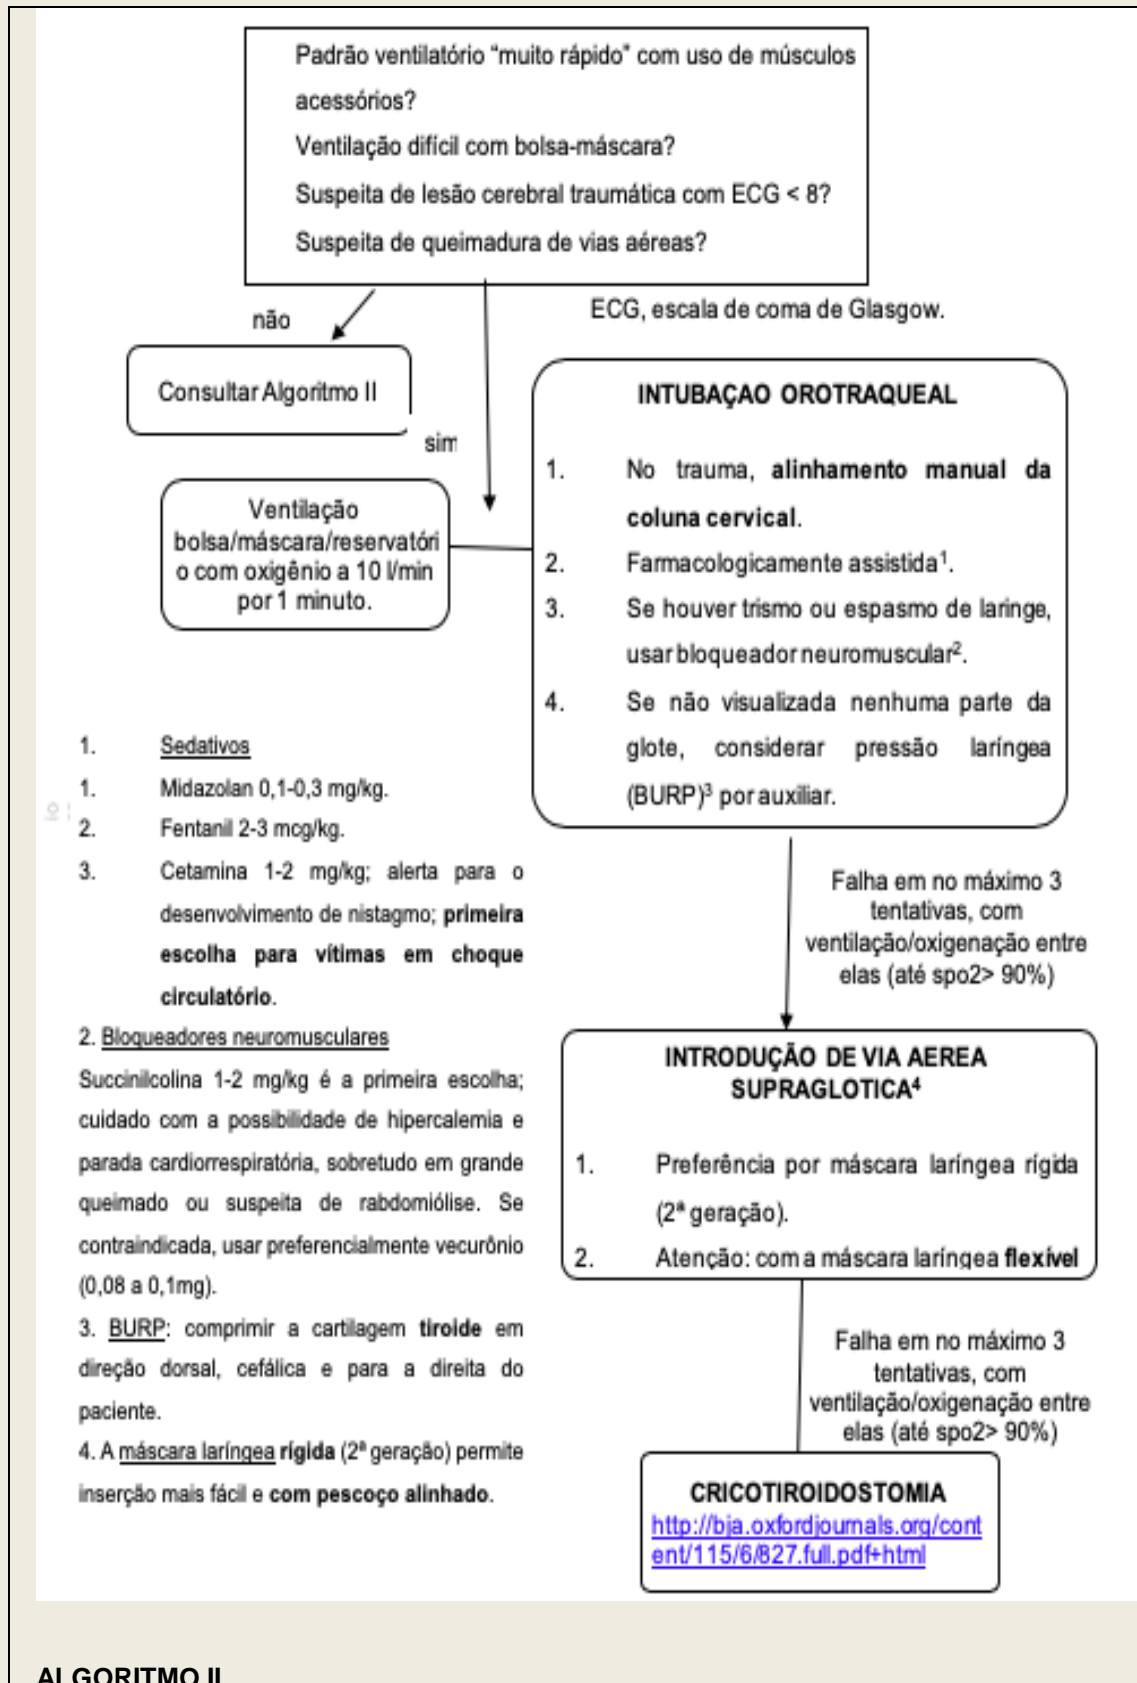 Padrão ventilatório “muito rápido” com uso de músculos
acessórios?
Ventilação difícil com bolsa-máscara?
Suspeita de lesão cerebral traumática com ECG < 8?
Suspeita de queimadura de vias aéreas?
ECG, escala de coma de Glasgow.
não
Consultar Algoritmo II
sim
Ventilação
bolsa/máscara/reservatóri
o com oxigênio a 10 l/min
por 1 minuto.
INTUBAÇAO OROTRAQUEAL
1. No trauma, alinhamento manual da
coluna cervical.
2. Farmacologicamente assistida¹.
3. Se houver trismo ou espasmo de laringe,
usar bloqueador neuromuscular².
4. Se não visualizada nenhuma parte da
glote, considerar pressão laríngea
(BURP)³ por auxiliar.
1. Sedativos
1. Midazolan 0,1-0,3 mg/kg.
2. Fentanil 2-3 mcg/kg.
3. Cetamina 1-2 mg/kg; alerta para o
desenvolvimento de nistagmo; primeira
escolha para vítimas em choque
circulatório.
2. Bloqueadores neuromusculares
Succinilcolina 1-2 mg/kg é a primeira escolha;
cuidado com a possibilidade de hipercalemia e
parada cardiorrespiratória, sobretudo em grande
queimado ou suspeita de rabdomiólise. Se
contraindicada, usar preferencialmente vecurônio
(0,08 a 0,1mg).
3. BURP: comprimir a cartilagem tiroide em
direção dorsal, cefálica e para a direita do
paciente.
4. A máscara laríngea rígida (2ª geração) permite
inserção mais fácil e com pescoço alinhado.
Falha em no máximo 3
tentativas, com
ventilação/oxigenação entre
elas (até spo2> 90%)
INTRODUÇÃO DE VIA AEREA
SUPRAGLOTICA⁴
1. Preferência por máscara laríngea rígida
(2ª geração).
2. Atenção: com a máscara laríngea flexível
Falha em no máximo 3
tentativas, com
ventilação/oxigenação entre
elas (até spo2> 90%)
CRICOTIROIDOSTOMIA
http://bja.oxfordjournals.org/cont
ent/115/6/827.full.pdf+html
ALGORITMO II